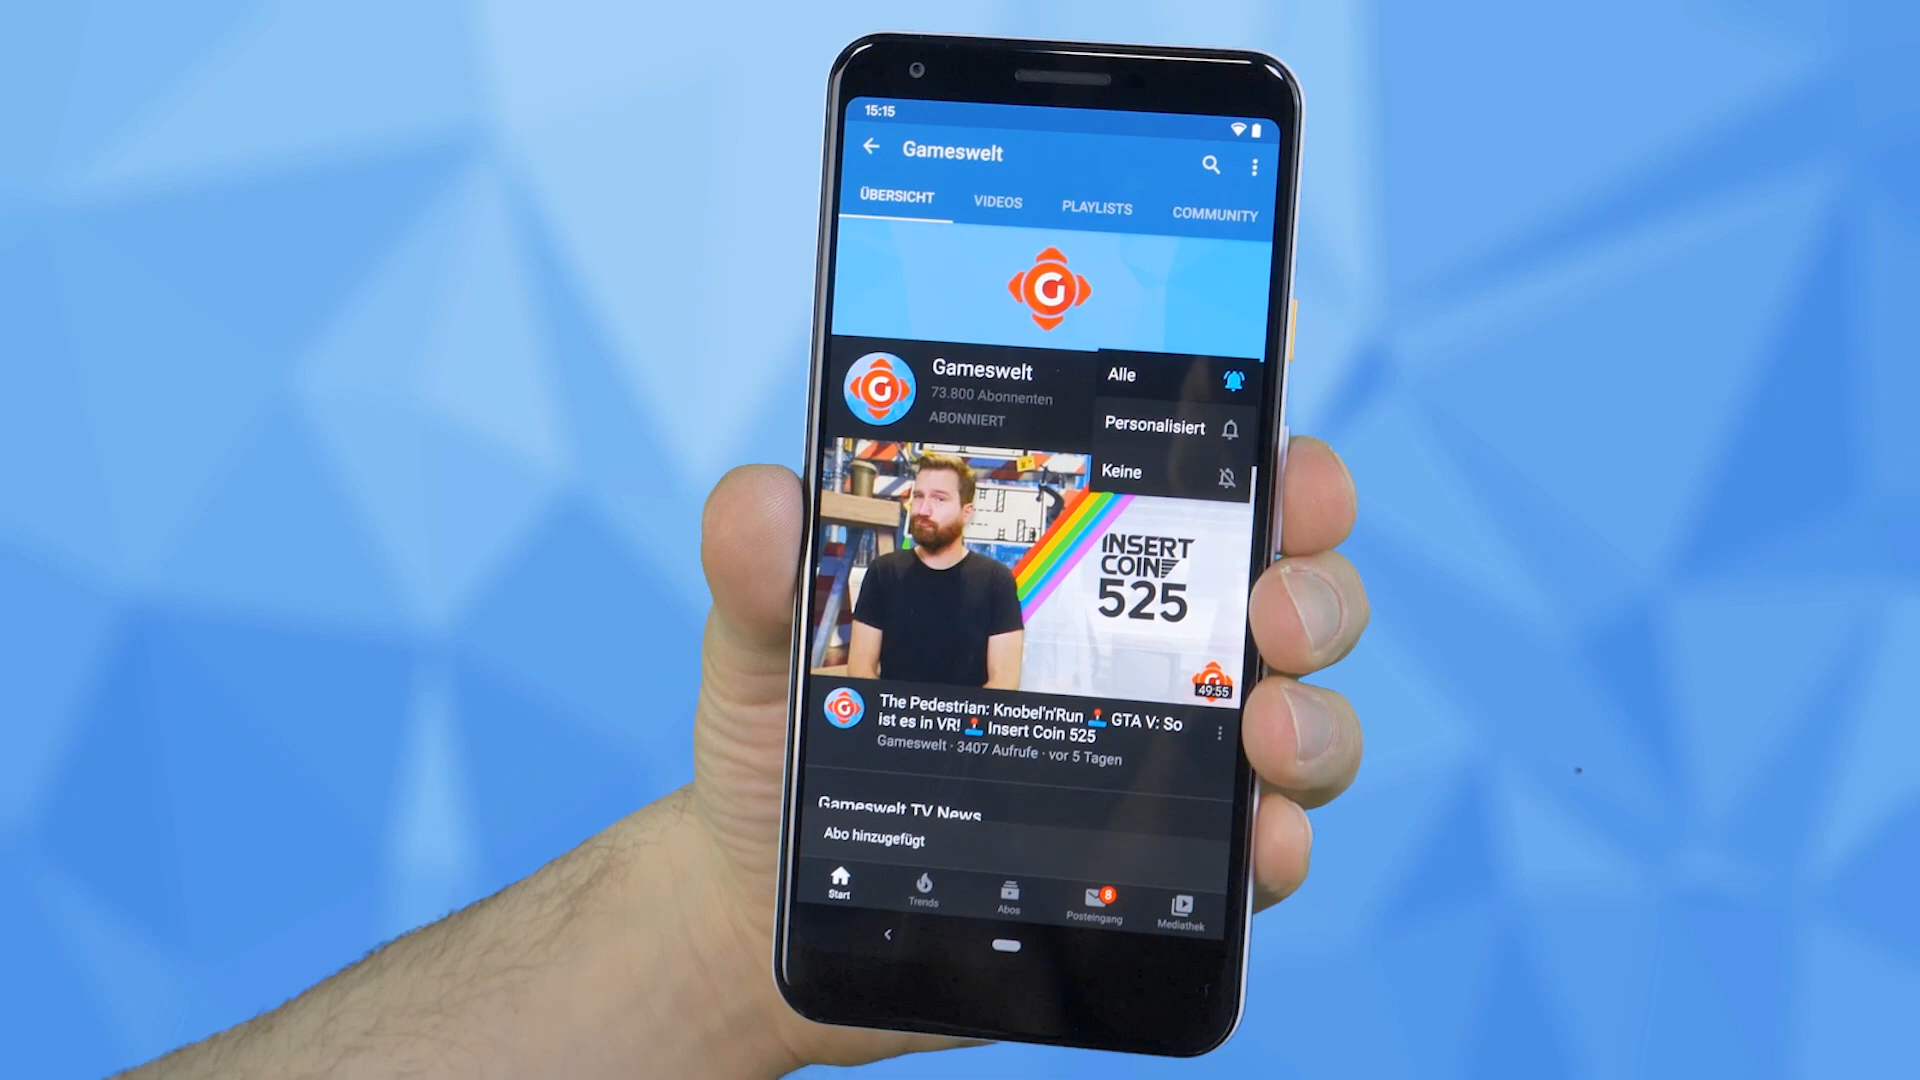 15:15
Gameswelt
ÜBERSICHT
VIDEOS
PLAYLISTS
COMMUNITY
G
Gameswelt
73.800 Abonnenten
ABONNIERT
G
Alle
Personalisiert
Keine
INSERT
COIN
525
49:55
G
The Pedestrian: Knobel'n'Run 🕹️ GTA V: So
ist es in VR! 🕹️ Insert Coin 525
Gameswelt · 3407 Aufrufe · vor 5 Tagen
Gameswelt TV News
Abo hinzugefügt
Start
Trends
Abos
8
Posteingang
Mediathek